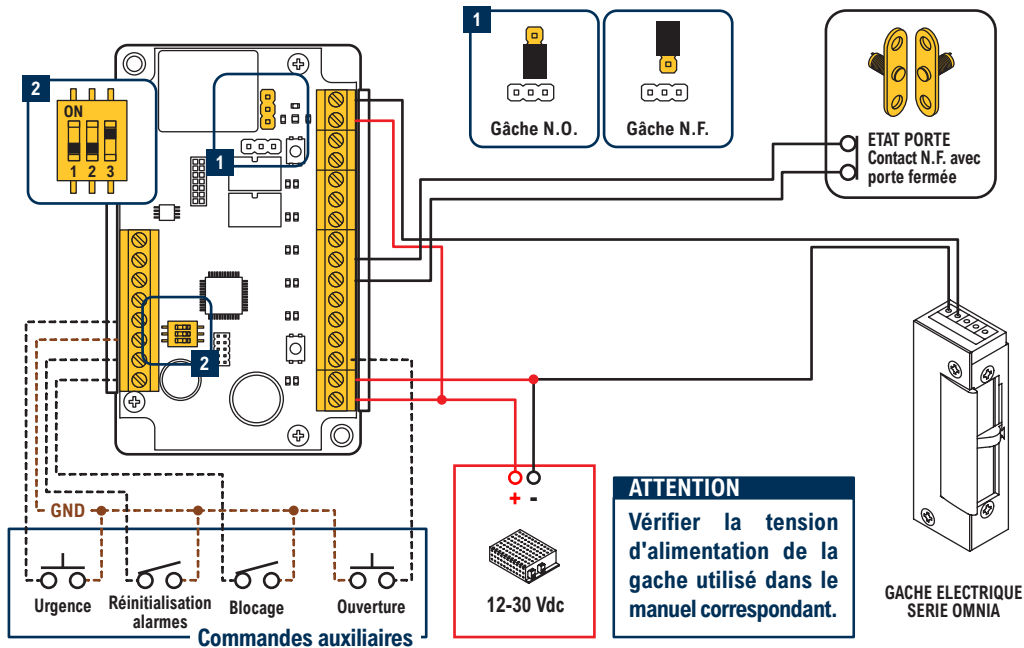 1
Gâche N.O.
Gâche N.F.
ETAT PORTE
Contact N.F. avec
porte fermée
2
ON
1 2 3
1
2
GND
Urgence
Réinitialisation
alarmes
Blocage
Ouverture
Commandes auxiliaires
+ -
12-30 Vdc
ATTENTION
Vérifier la tension
d'alimentation de la
gache utilisé dans le
manuel correspondant.
GACHE ELECTRIQUE
SERIE OMNIA